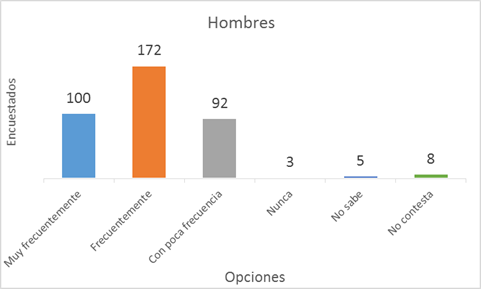 Hombres
Encuestados
100
172
92
3
5
8
Muy frecuentemente
Frecuentemente
Con poca frecuencia
Nunca
No sabe
No contesta
Opciones